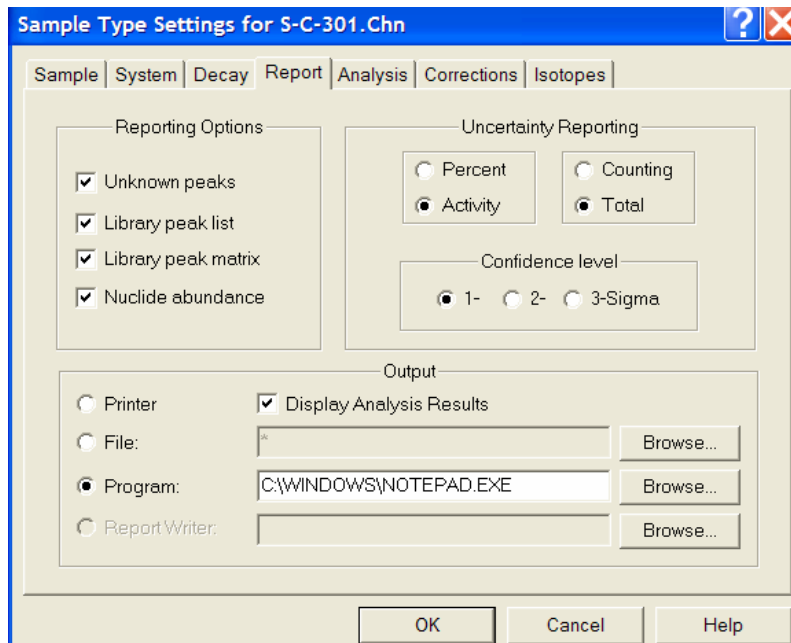 Sample Type Settings for S-C-301.Chn ? X
Sample System Decay Report Analysis Corrections Isotopes
Reporting Options
Unknown peaks
Library peak list
Library peak matrix
Nuclide abundance
Uncertainty Reporting
Percent Counting
Activity Total
Confidence level
1- 2- 3-Sigma
Output
Printer Display Analysis Results
File: * Browse...
Program: C:\WINDOWS\NOTEPAD.EXE Browse...
Report Writer: Browse...
OK Cancel Help